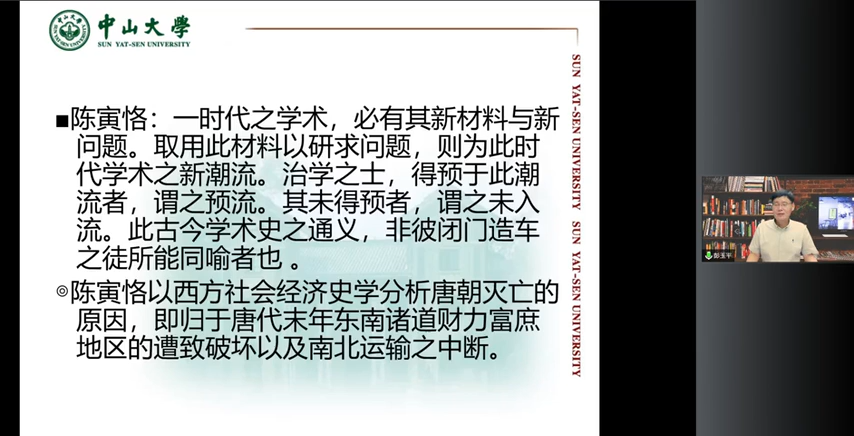 中山大學
SUN YAT-SEN UNIVERSITY
■陈寅恪：一时代之学术，必有其新材料与新
问题。取用此材料以研求问题，则为此时
代学术之新潮流。治学之士，得预于此潮
流者，谓之预流。其未得预者，谓之未入
流。此古今学术史之通义，非彼闭门造车
之徒所能同喻者也 。
◎陈寅恪以西方社会经济史学分析唐朝灭亡的
原因，即归于唐代末年东南诸道财力富庶
地区的遭致破坏以及南北运输之中断。
SUN YAT-SEN UNIVERSITY SUN YAT-SEN UNIVERSITY
彭玉平